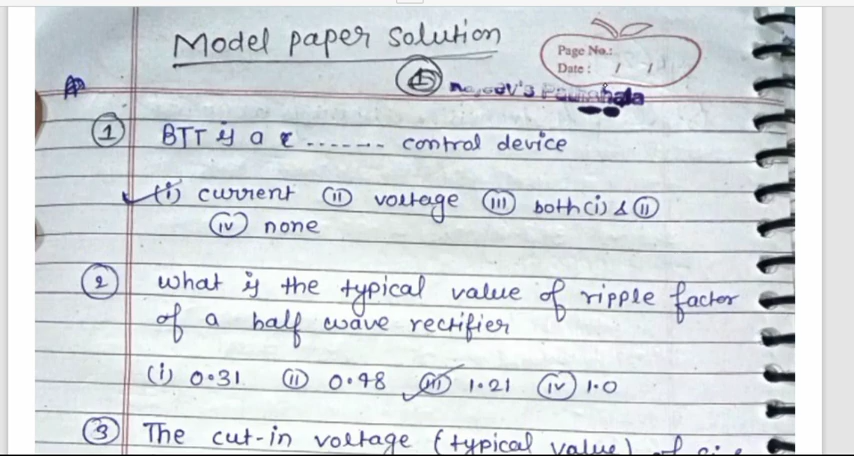 Model paper solution
Page No.:
Date : / /
① BJT is a ....... control device
(i) current (ii) voltage (iii) both (i) & (ii)
(iv) none
② what is the typical value of ripple factor
of a half wave rectifier
(i) 0.31 (ii) 0.48 (iii) 1.21 (iv) 1.0
③ The cut-in voltage (typical value) of